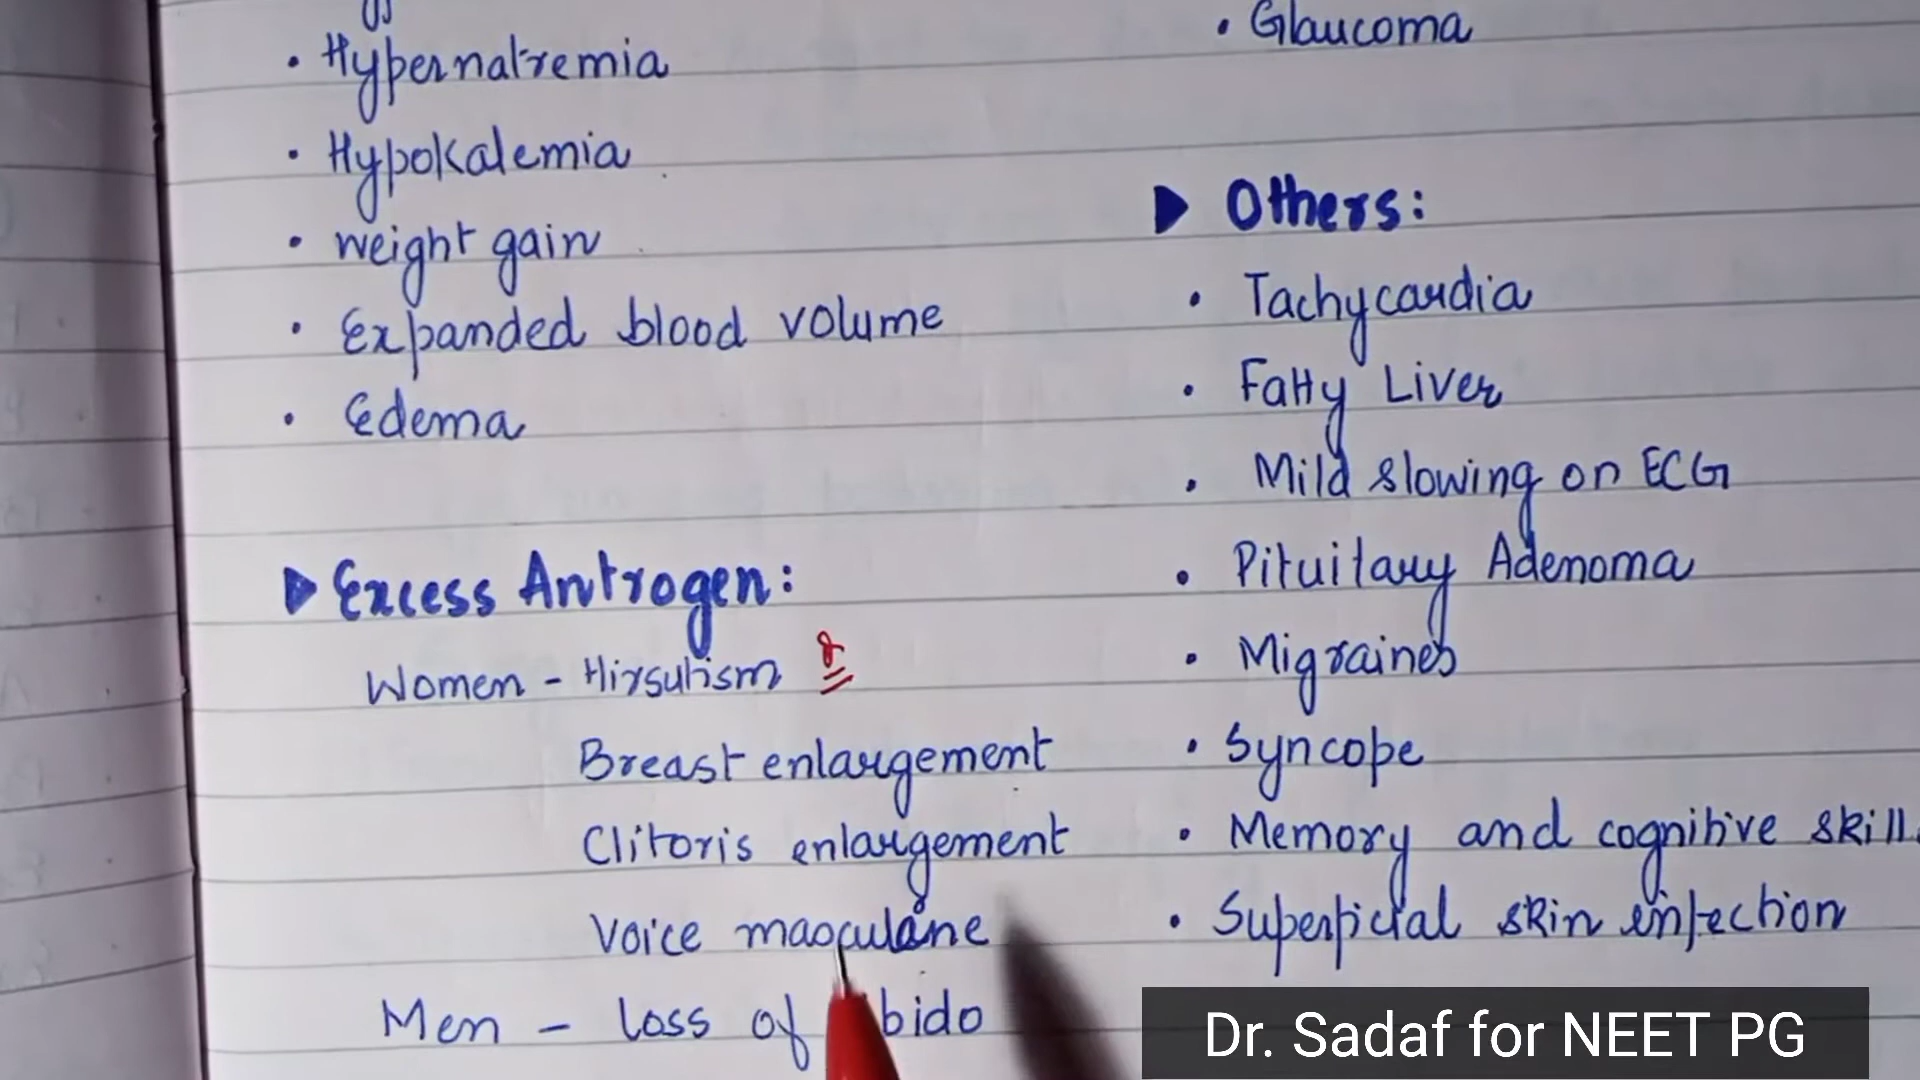 • Hypernatremia
• Hypokalemia
• weight gain
• Expanded blood volume
• Edema
▶ Excess Antrogen:
Women - Hirsutism
Breast enlargement
Clitoris enlargement
Voice masculine
Men - loss of bido
• Glaucoma
▶ Others:
• Tachycardia
• Fatty Liver
• Mild slowing on ECG
• Pituitary Adenoma
• Migraines
• Syncope
• Memory and cognitive skill
• Superficial skin infection
Dr. Sadaf for NEET PG